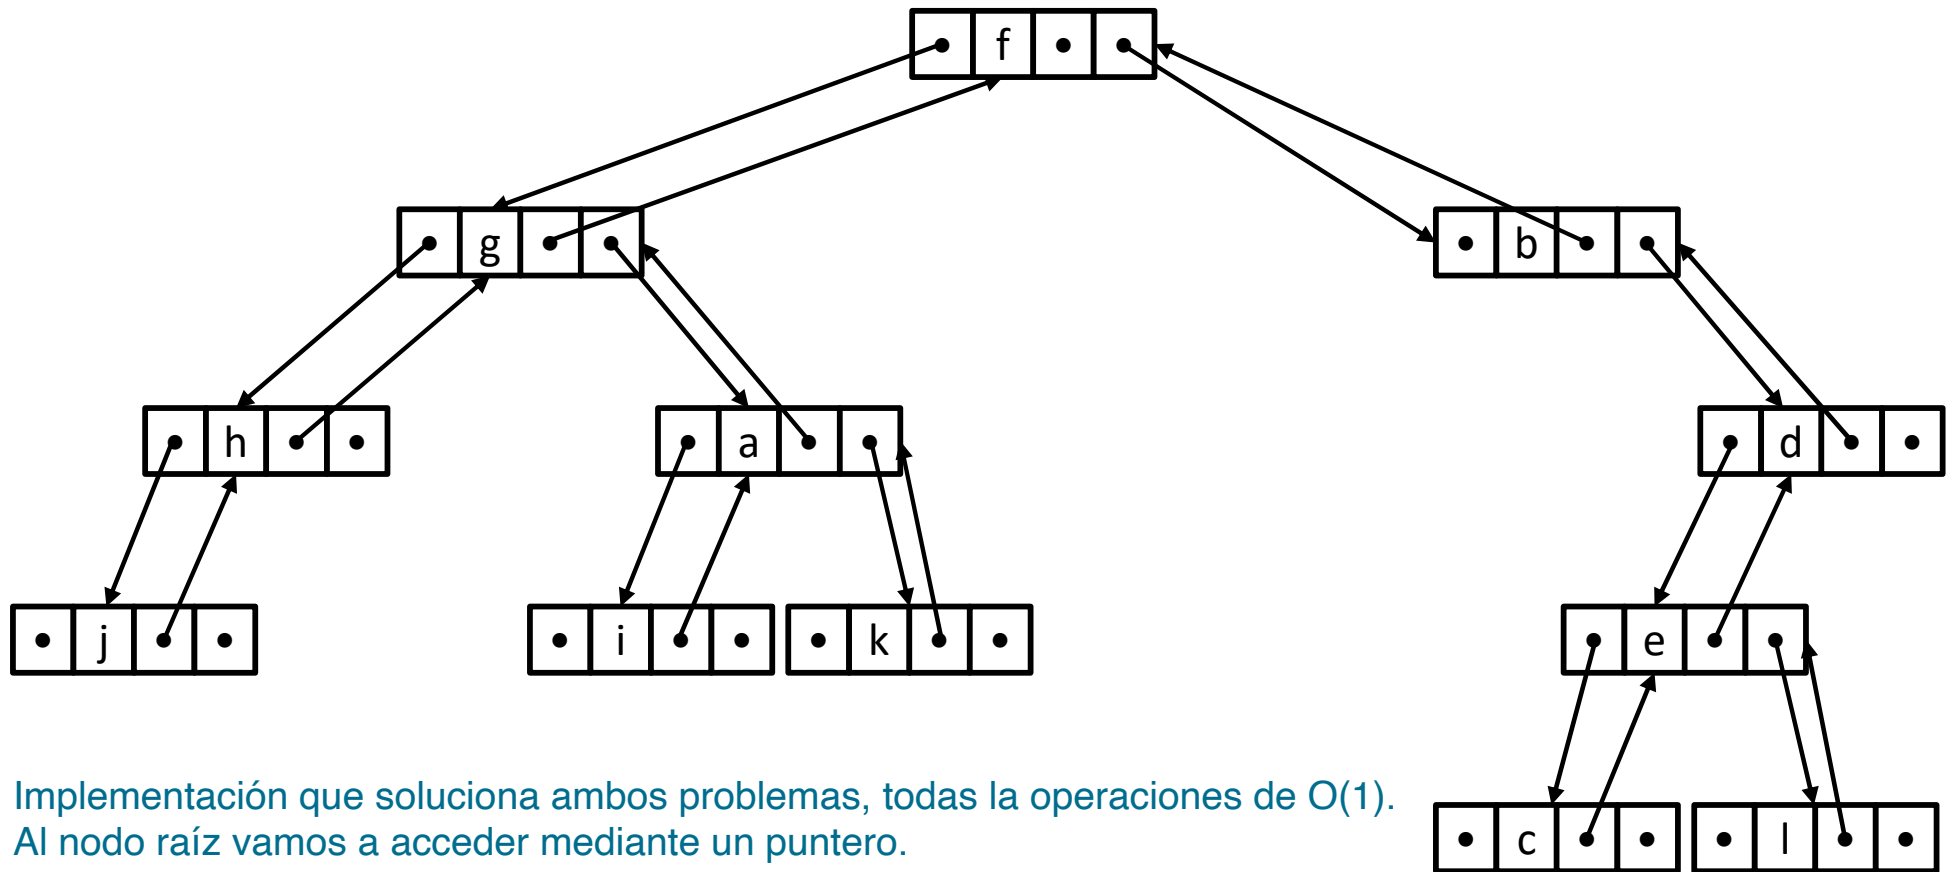 f
g
b
h
a
d
j
i
k
e
Implementación que soluciona ambos problemas, todas la operaciones de O(1).
Al nodo raíz vamos a acceder mediante un puntero.
c
l